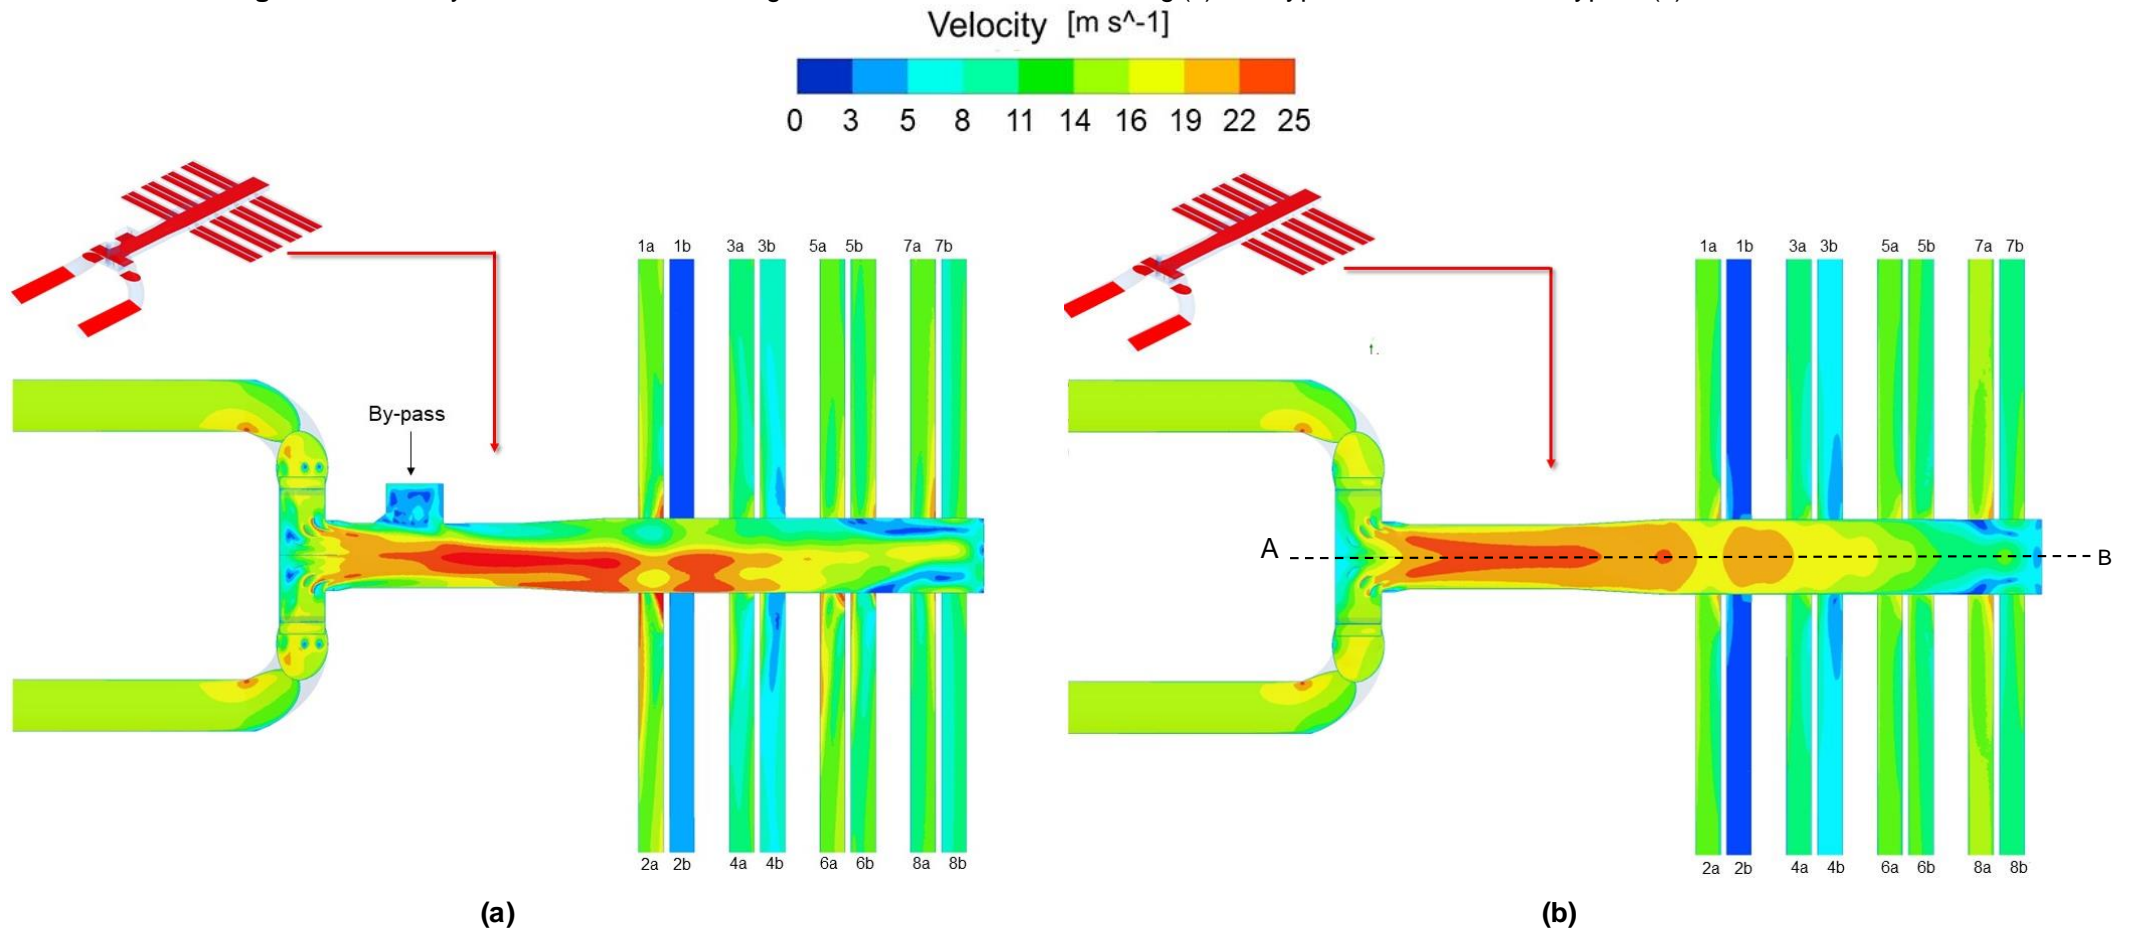 Velocity [m s^-1]
0 3 5 8 11 14 16 19 22 25
1a 1b 3a 3b 5a 5b 7a 7b
By-pass
2a 2b 4a 4b 6a 6b 8a 8b
(a)
1a 1b 3a 3b 5a 5b 7a 7b
A
B
2a 2b 4a 4b 6a 6b 8a 8b
(b)